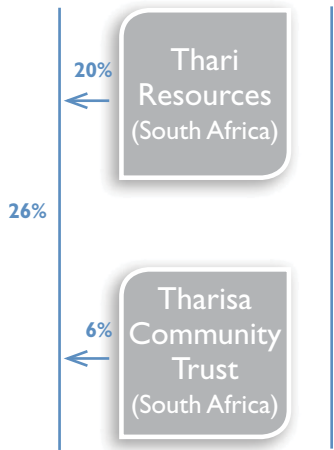 20%
Thari
Resources
(South Africa)
26%
6%
Tharisa
Community
Trust
(South Africa)